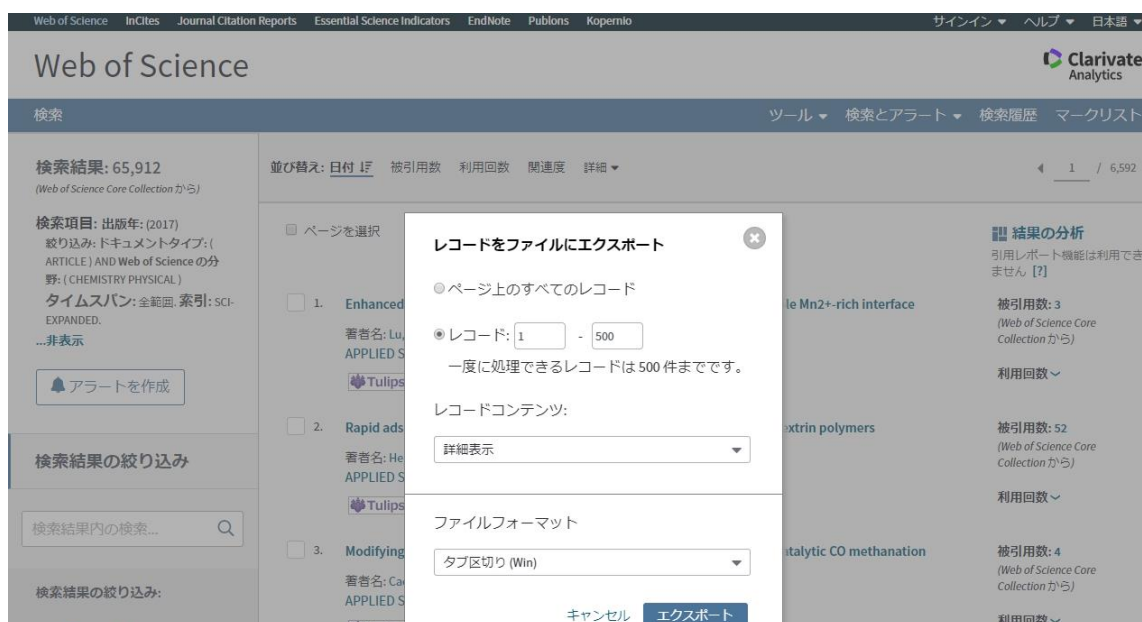 Web of Science InCites Journal Citation Reports Essential Science Indicators EndNote Publons Kopernio サインイン ヘルプ 日本語
Web of Science
Clarivate
Analytics
検索 ツール 検索とアラート 検索履歴 マークリスト
検索結果: 65,912
(Web of Science Core Collection から)
検索項目: 出版年: (2017)
絞り込み: ドキュメントタイプ: (
ARTICLE ) AND Web of Science の分
野: ( CHEMISTRY PHYSICAL )
タイムスパン: 全範囲. 索引: SCI-
EXPANDED.
...非表示
アラートを作成
検索結果の絞り込み
検索結果内の検索...
検索結果の絞り込み:
並び替え: 日付 被引用数 利用回数 関連度 詳細
1 / 6,592
ページを選択
1. Enhanced
le Mn2+-rich interface
著者名: Lu,
APPLIED S
Tulips
2. Rapid ads
extrin polymers
著者名: He
APPLIED S
Tulips
3. Modifying
atalytic CO methanation
著者名: Cao
APPLIED S
レコードをファイルにエクスポート
ページ上のすべてのレコード
レコード: 1 - 500
一度に処理できるレコードは 500 件までです。
レコードコンテンツ:
詳細表示
ファイルフォーマット
タブ区切り (Win)
キャンセル エクスポート
結果の分析
引用レポート機能は利用でき
ません [?]
被引用数: 3
(Web of Science Core
Collection から)
利用回数
被引用数: 52
(Web of Science Core
Collection から)
利用回数
被引用数: 4
(Web of Science Core
Collection から)
利用回数